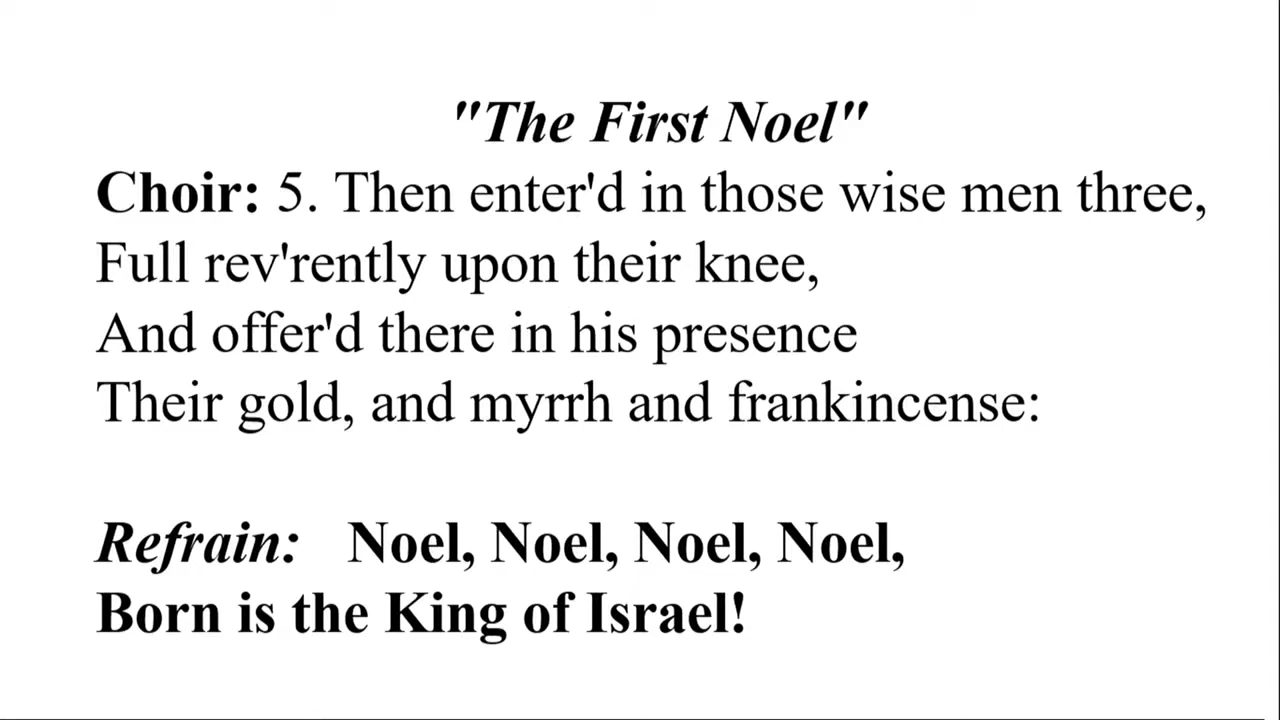 "The First Noel"
Choir: 5. Then enter'd in those wise men three,
Full rev'rently upon their knee,
And offer'd there in his presence
Their gold, and myrrh and frankincense:
Refrain: Noel, Noel, Noel, Noel,
Born is the King of Israel!